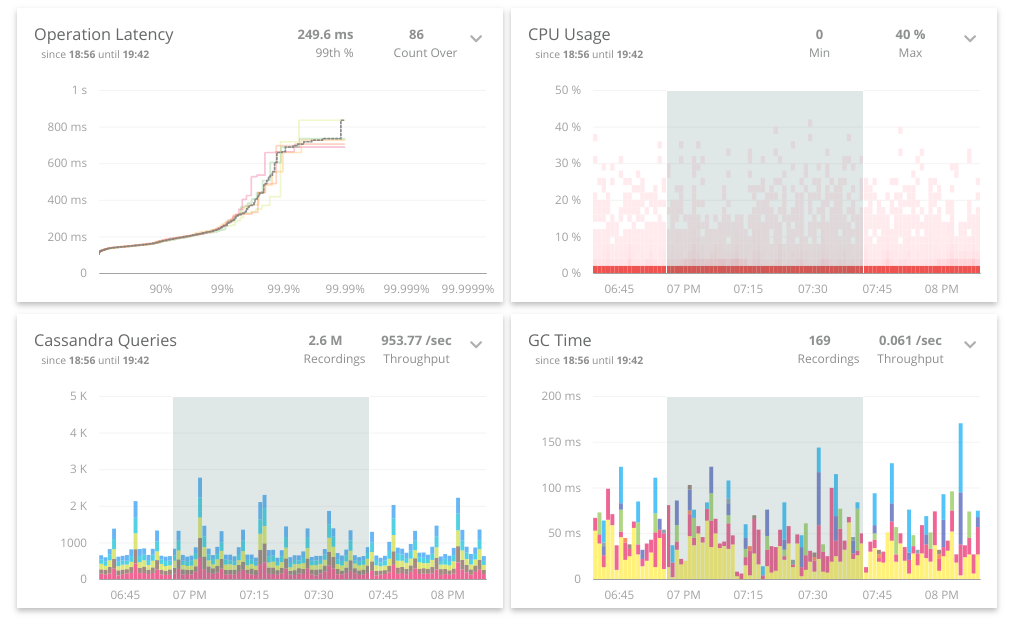 Operation Latency 249.6 ms 86
since 18:56 until 19:42 99th % Count Over
1 s
800 ms
600 ms
400 ms
200 ms
0
90% 99% 99.9% 99.99% 99.999% 99.9999%
CPU Usage 0 40 %
since 18:56 until 19:42 Min Max
50 %
40 %
30 %
20 %
10 %
0 %
06:45 07 PM 07:15 07:30 07:45 08 PM
Cassandra Queries 2.6 M 953.77 /sec
since 18:56 until 19:42 Recordings Throughput
5 K
4 K
3 K
2 K
1000
0
06:45 07 PM 07:15 07:30 07:45 08 PM
GC Time 169 0.061 /sec
since 18:56 until 19:42 Recordings Throughput
200 ms
150 ms
100 ms
50 ms
0
06:45 07 PM 07:15 07:30 07:45 08 PM